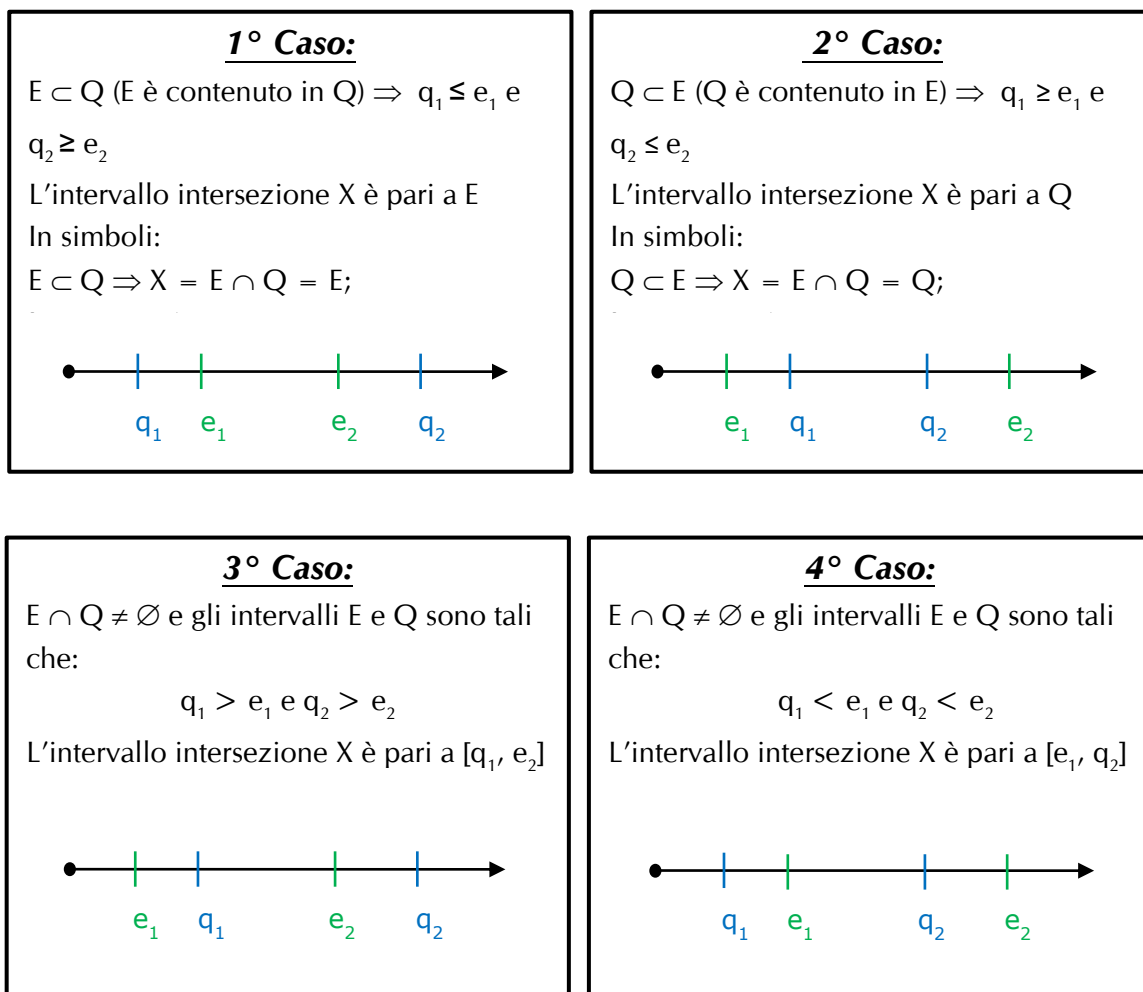 1° Caso:
E ⊂ Q (E è contenuto in Q) ⇒ q₁ ≤ e₁ e
q₂ ≥ e₂
L'intervallo intersezione X è pari a E
In simboli:
E ⊂ Q ⇒ X = E ∩ Q = E;
q₁ e₁ e₂ q₂
2° Caso:
Q ⊂ E (Q è contenuto in E) ⇒ q₁ ≥ e₁ e
q₂ ≤ e₂
L'intervallo intersezione X è pari a Q
In simboli:
Q ⊂ E ⇒ X = E ∩ Q = Q;
e₁ q₁ q₂ e₂
3° Caso:
E ∩ Q ≠ ∅ e gli intervalli E e Q sono tali
che:
q₁ > e₁ e q₂ > e₂
L'intervallo intersezione X è pari a [q₁, e₂]
e₁ q₁ e₂ q₂
4° Caso:
E ∩ Q ≠ ∅ e gli intervalli E e Q sono tali
che:
q₁ < e₁ e q₂ < e₂
L'intervallo intersezione X è pari a [e₁, q₂]
q₁ e₁ q₂ e₂